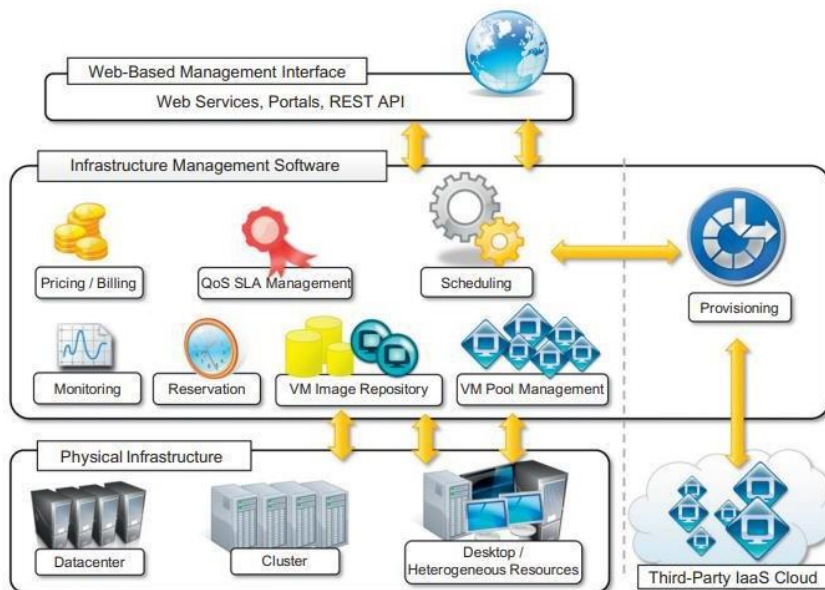 Web-Based Management Interface
Web Services, Portals, REST API
Infrastructure Management Software
Pricing / Billing
QoS SLA Management
Scheduling
Provisioning
Monitoring
Reservation
VM Image Repository
VM Pool Management
Physical Infrastructure
Datacenter
Cluster
Desktop /
Heterogeneous Resources
Third-Party IaaS Cloud